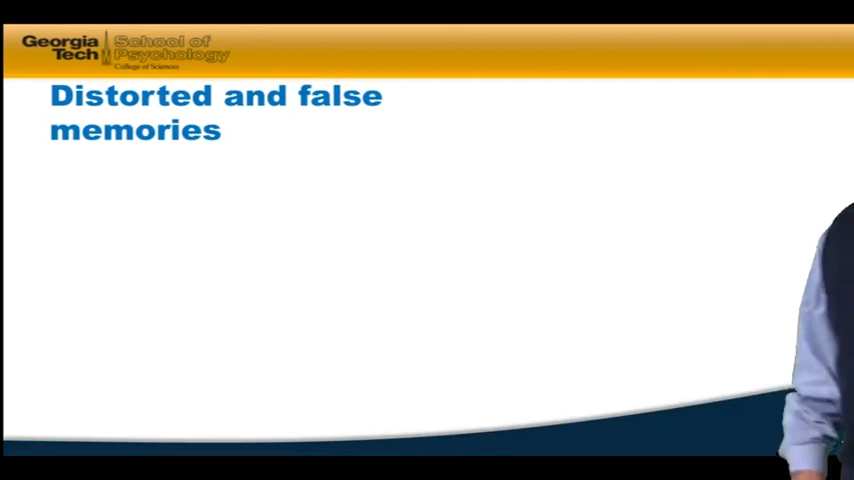 Georgia Tech
School of Psychology
College of Sciences
Distorted and false
memories